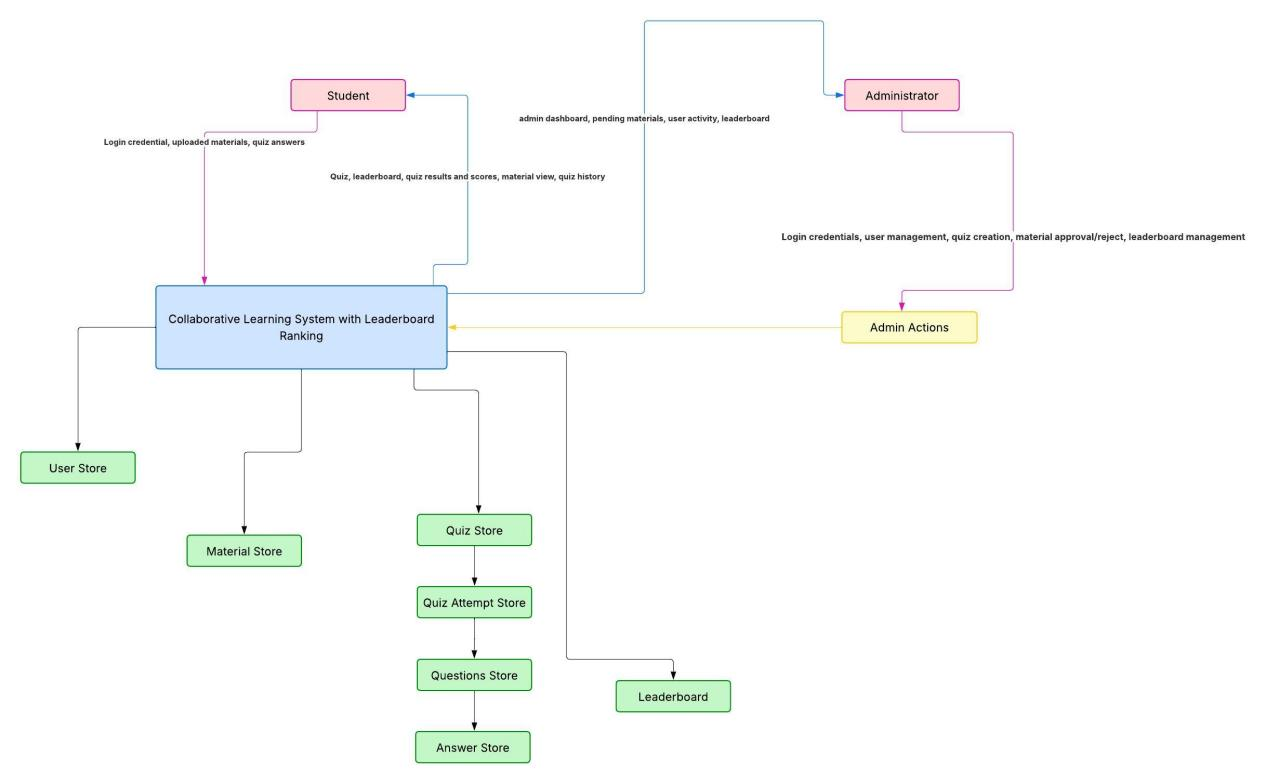 Student
Administrator
admin dashboard, pending materials, user activity, leaderboard
Login credential, uploaded materials, quiz answers
Quiz, leaderboard, quiz results and scores, material view, quiz history
Login credentials, user management, quiz creation, material approval/reject, leaderboard management
Collaborative Learning System with Leaderboard
Ranking
Admin Actions
User Store
Material Store
Quiz Store
Quiz Attempt Store
Questions Store
Leaderboard
Answer Store